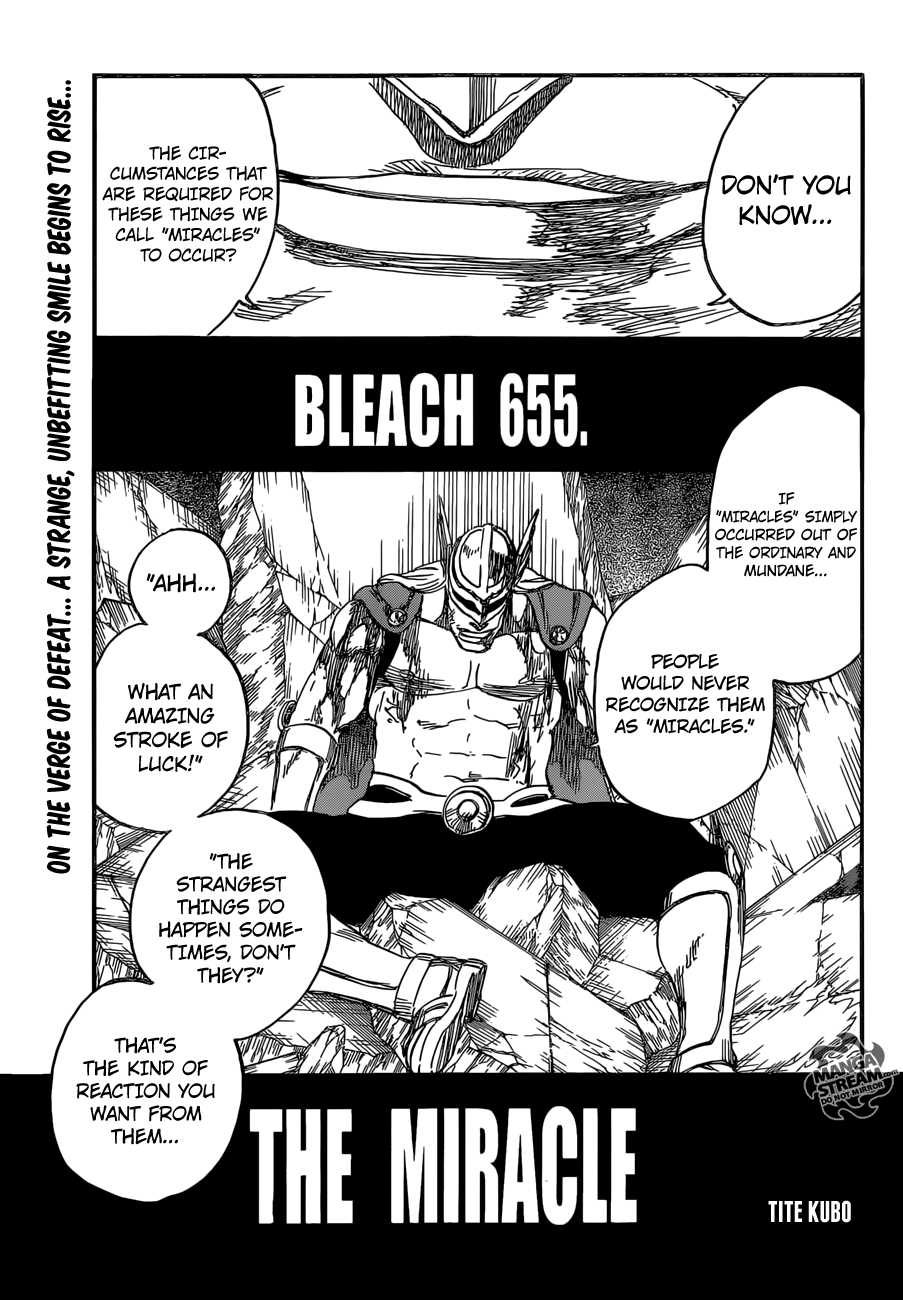 ON THE VERGE OF DEFEAT... A STRANGE, UNBEFITTING SMILE BEGINS TO RISE...
DON'T YOU
KNOW...
THE CIR-
CUMSTANCES THAT
ARE REQUIRED FOR
THESE THINGS WE
CALL "MIRACLES"
TO OCCUR?
BLEACH 655.
IF
"MIRACLES" SIMPLY
OCCURRED OUT OF
THE ORDINARY AND
MUNDANE...
PEOPLE
WOULD NEVER
RECOGNIZE THEM
AS "MIRACLES."
"AHH...
WHAT AN
AMAZING
STROKE OF
LUCK!"
"THE
STRANGEST
THINGS DO
HAPPEN SOME-
TIMES, DON'T
THEY?"
THAT'S
THE KIND OF
REACTION YOU
WANT FROM
THEM...
THE MIRACLE
TITE KUBO
MANGA
STREAM.com
DO NOT MIRROR